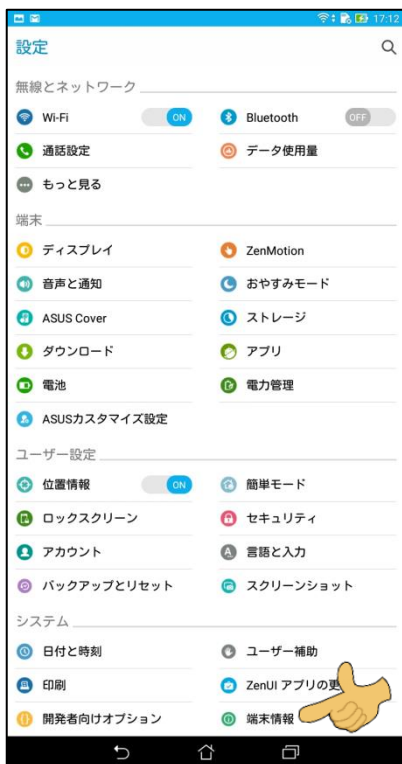 17:12
設定
無線とネットワーク
Wi-Fi ON Bluetooth OFF
通話設定 データ使用量
もっと見る
端末
ディスプレイ ZenMotion
音声と通知 おやすみモード
ASUS Cover ストレージ
ダウンロード アプリ
電池 電力管理
ASUSカスタマイズ設定
ユーザー設定
位置情報 ON 簡単モード
ロックスクリーン セキュリティ
アカウント 言語と入力
バックアップとリセット スクリーンショット
システム
日付と時刻 ユーザー補助
印刷 ZenUI アプリの更
開発者向けオプション 端末情報